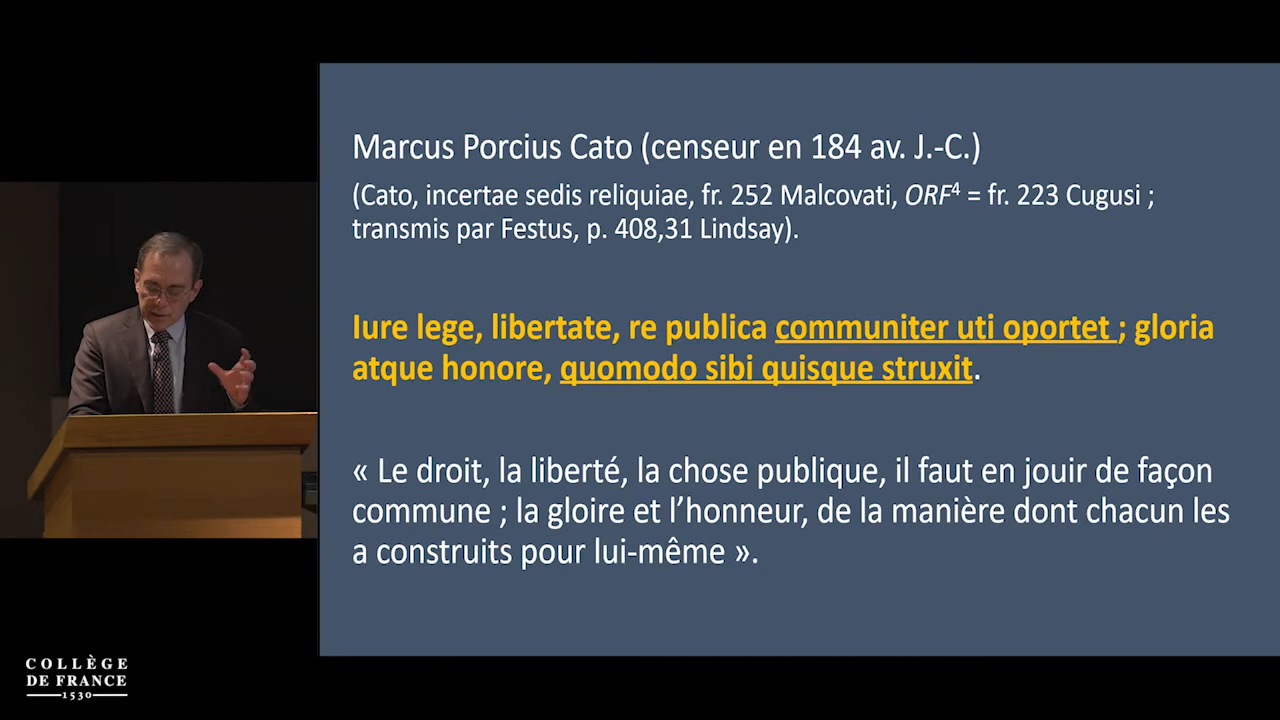 Marcus Porcius Cato (censeur en 184 av. J.-C.)
(Cato, incertae sedis reliquiae, fr. 252 Malcovati, ORF⁴ = fr. 223 Cugusi ;
transmis par Festus, p. 408,31 Lindsay).
Iure lege, libertate, re publica communiter uti oportet ; gloria
atque honore, quomodo sibi quisque struxit.
« Le droit, la liberté, la chose publique, il faut en jouir de façon
commune ; la gloire et l’honneur, de la manière dont chacun les
a construits pour lui-même ».
COLLÈGE
DE FRANCE
1530